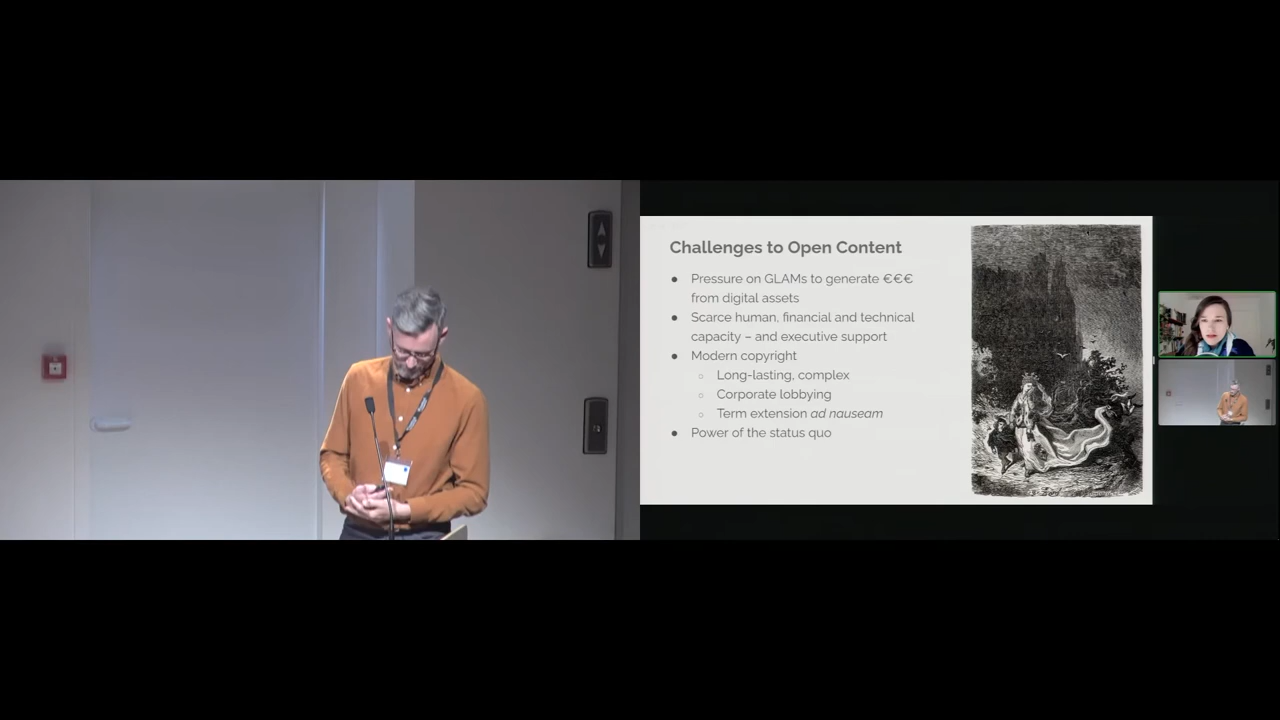 Challenges to Open Content
● Pressure on GLAMs to generate €€€
from digital assets
● Scarce human, financial and technical
capacity – and executive support
● Modern copyright
○ Long-lasting, complex
○ Corporate lobbying
○ Term extension ad nauseam
● Power of the status quo